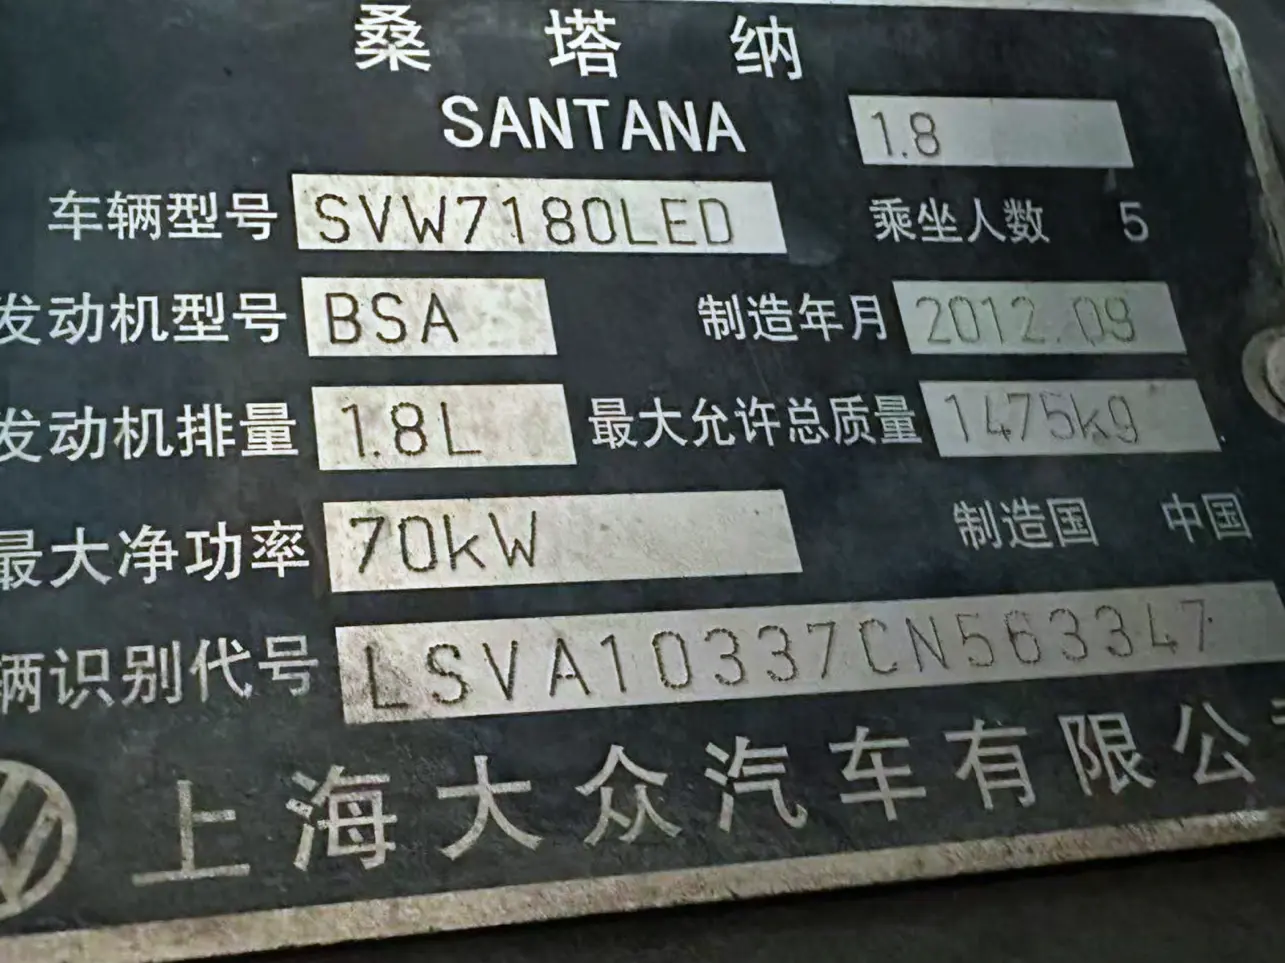 桑塔纳
SANTANA 1.8
车辆型号 SVW7180LED 乘坐人数 5
发动机型号 BSA 制造年月 2012.09
发动机排量 1.8L 最大允许总质量 1475kg
最大净功率 70kW 制造国 中国
辆识别代号 LSVA10337CN563347
上海大众汽车有限公